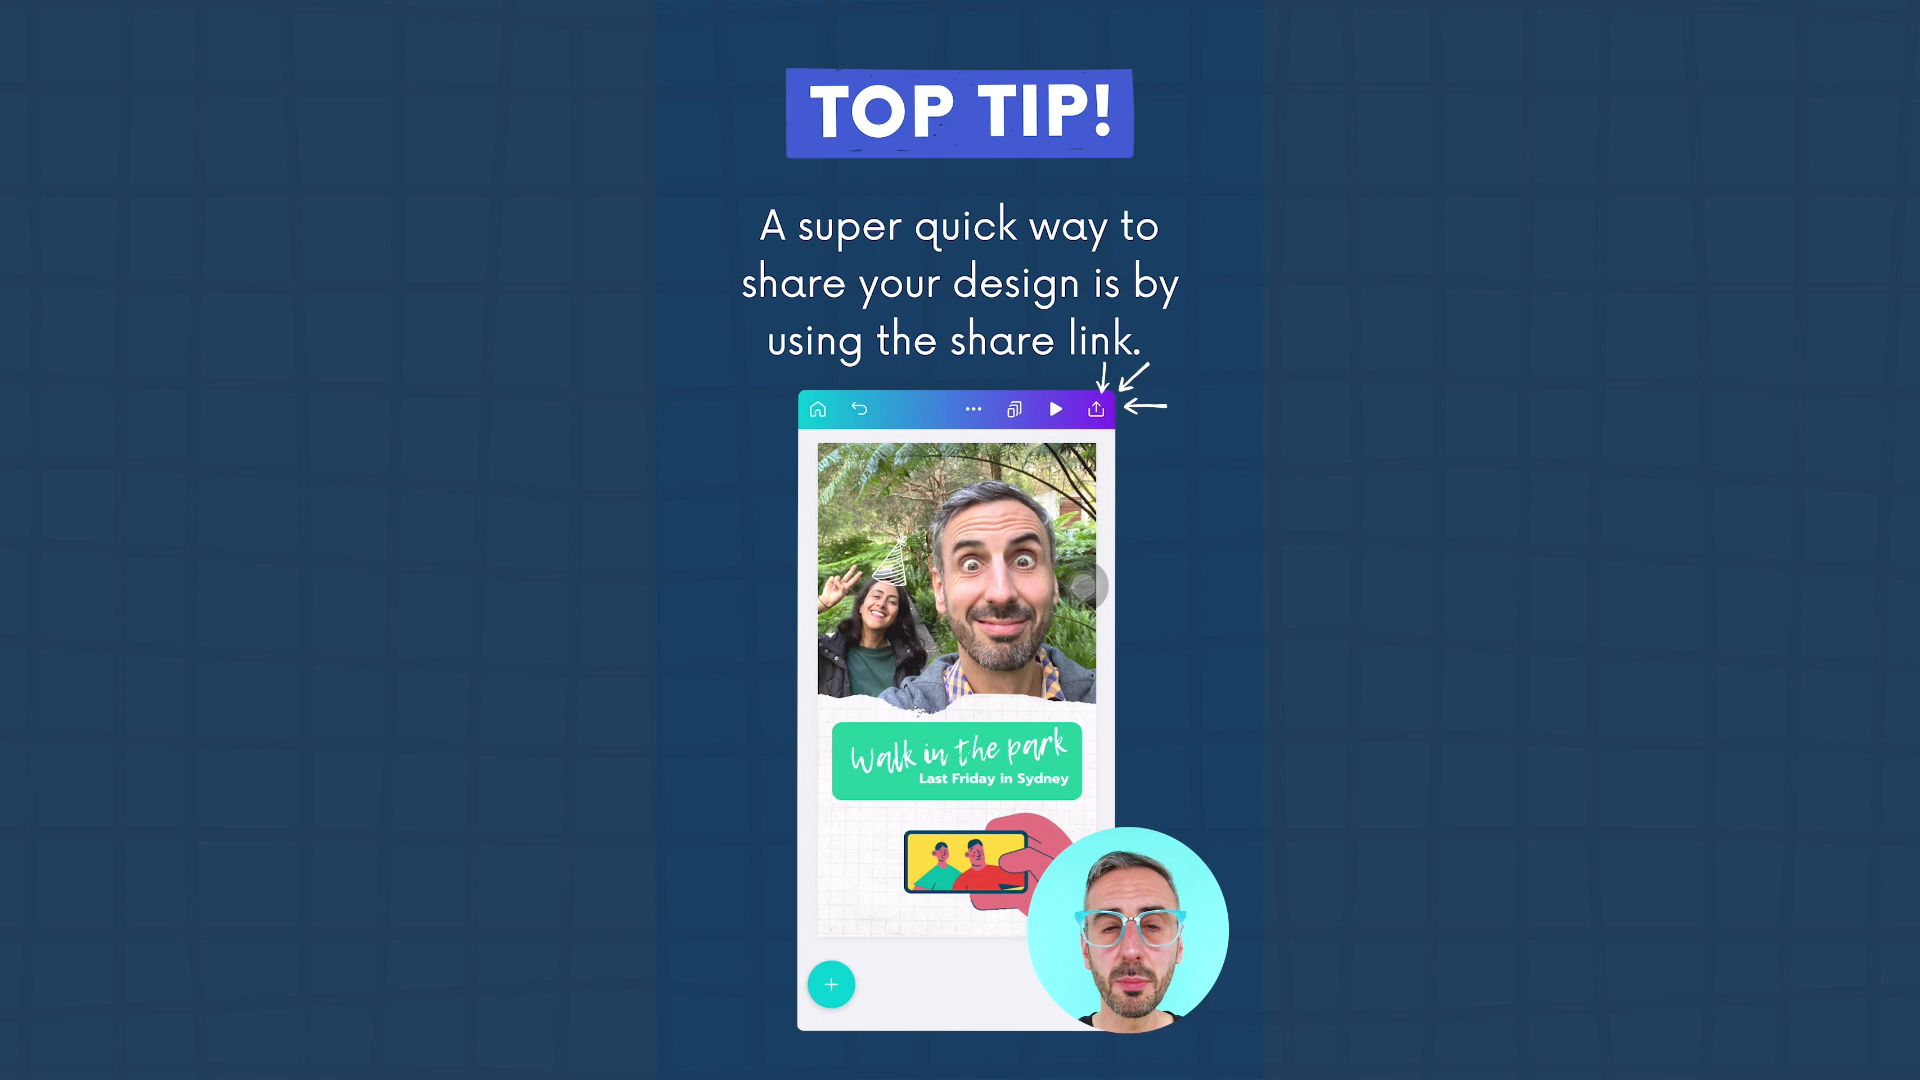 TOP TIP!
A super quick way to
share your design is by
using the share link.
Walk in the park
Last Friday in Sydney